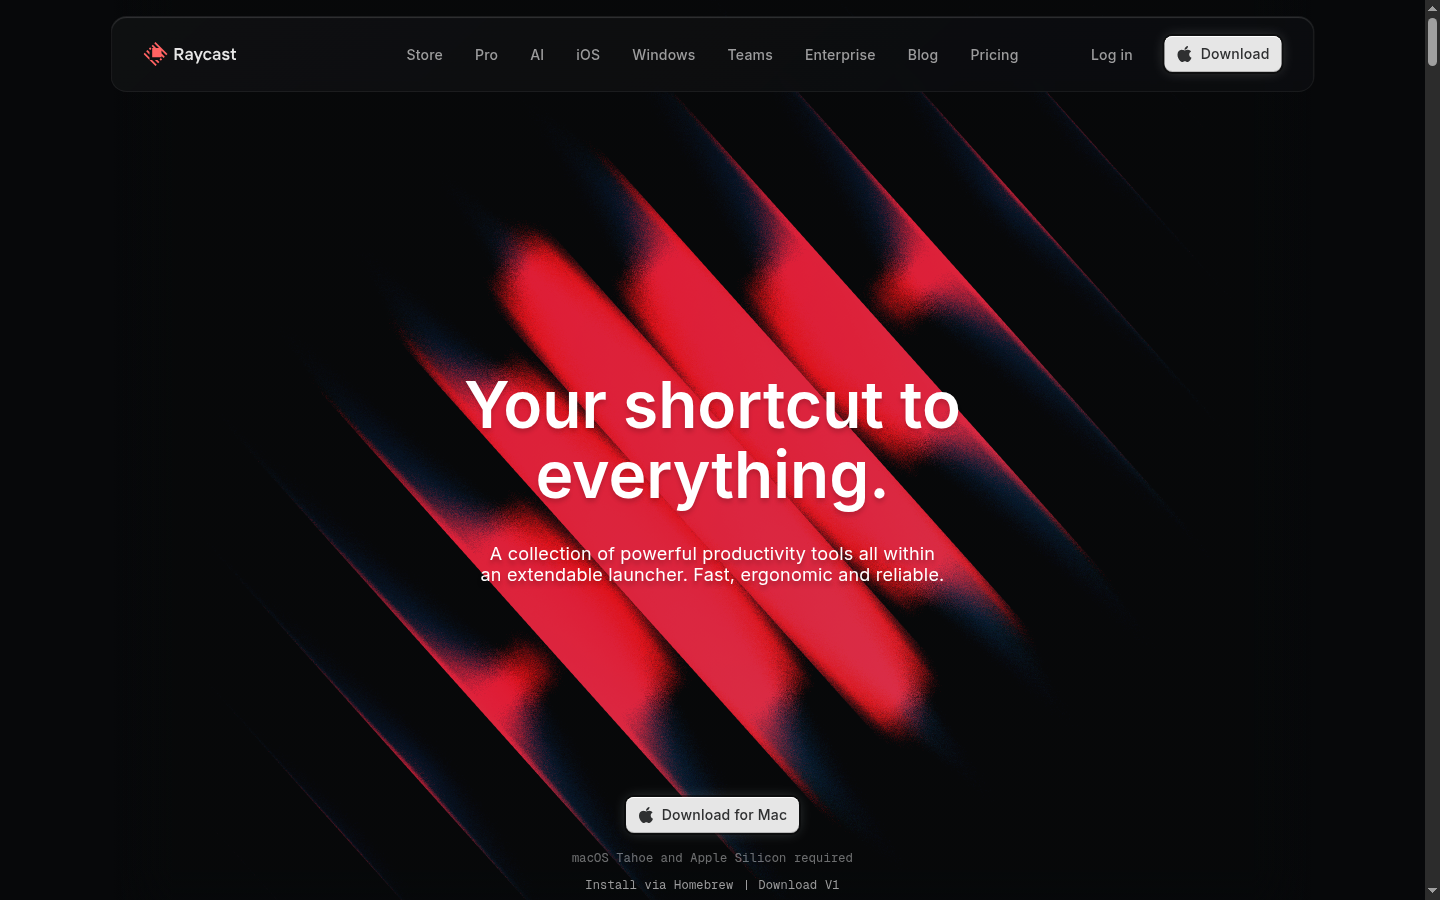 Raycast
Store
Pro
AI
iOS
Windows
Teams
Enterprise
Blog
Pricing
Log in
Download
Your shortcut to
everything.
A collection of powerful productivity tools all within
an extendable launcher. Fast, ergonomic and reliable.
Download for Mac
macOS Tahoe and Apple Silicon required
Install via Homebrew | Download V1